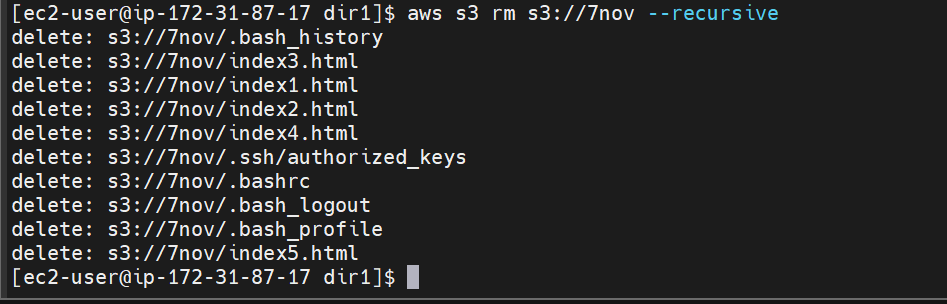 [ec2-user@ip-172-31-87-17 dir1]$ aws s3 rm s3://7nov --recursive
delete: s3://7nov/.bash_history
delete: s3://7nov/index3.html
delete: s3://7nov/index1.html
delete: s3://7nov/index2.html
delete: s3://7nov/index4.html
delete: s3://7nov/.ssh/authorized_keys
delete: s3://7nov/.bashrc
delete: s3://7nov/.bash_logout
delete: s3://7nov/.bash_profile
delete: s3://7nov/index5.html
[ec2-user@ip-172-31-87-17 dir1]$